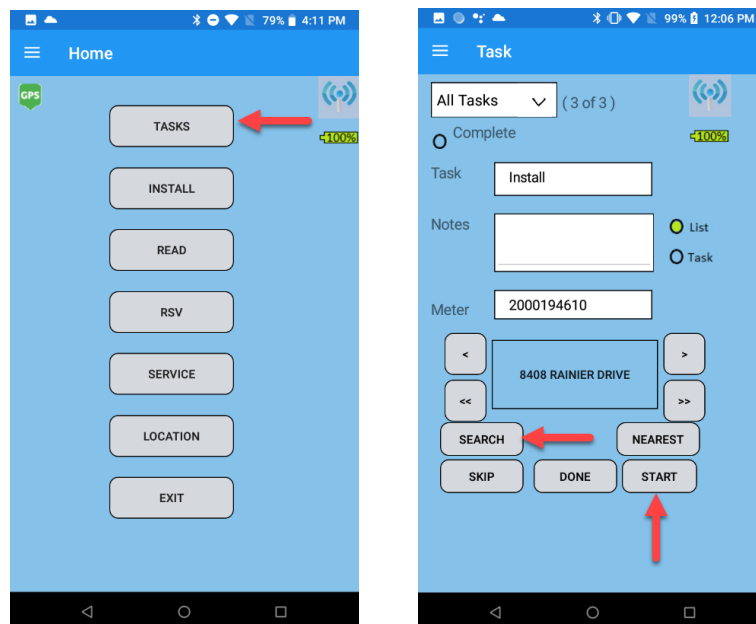 79% 4:11 PM
Home
GPS
TASKS
100%
INSTALL
READ
RSV
SERVICE
LOCATION
EXIT
99% 12:06 PM
Task
All Tasks
( 3 of 3 )
Complete
100%
Task
Install
Notes
List
Task
Meter
2000194610
<
8408 RAINIER DRIVE
>
<<
>>
SEARCH
NEAREST
SKIP
DONE
START